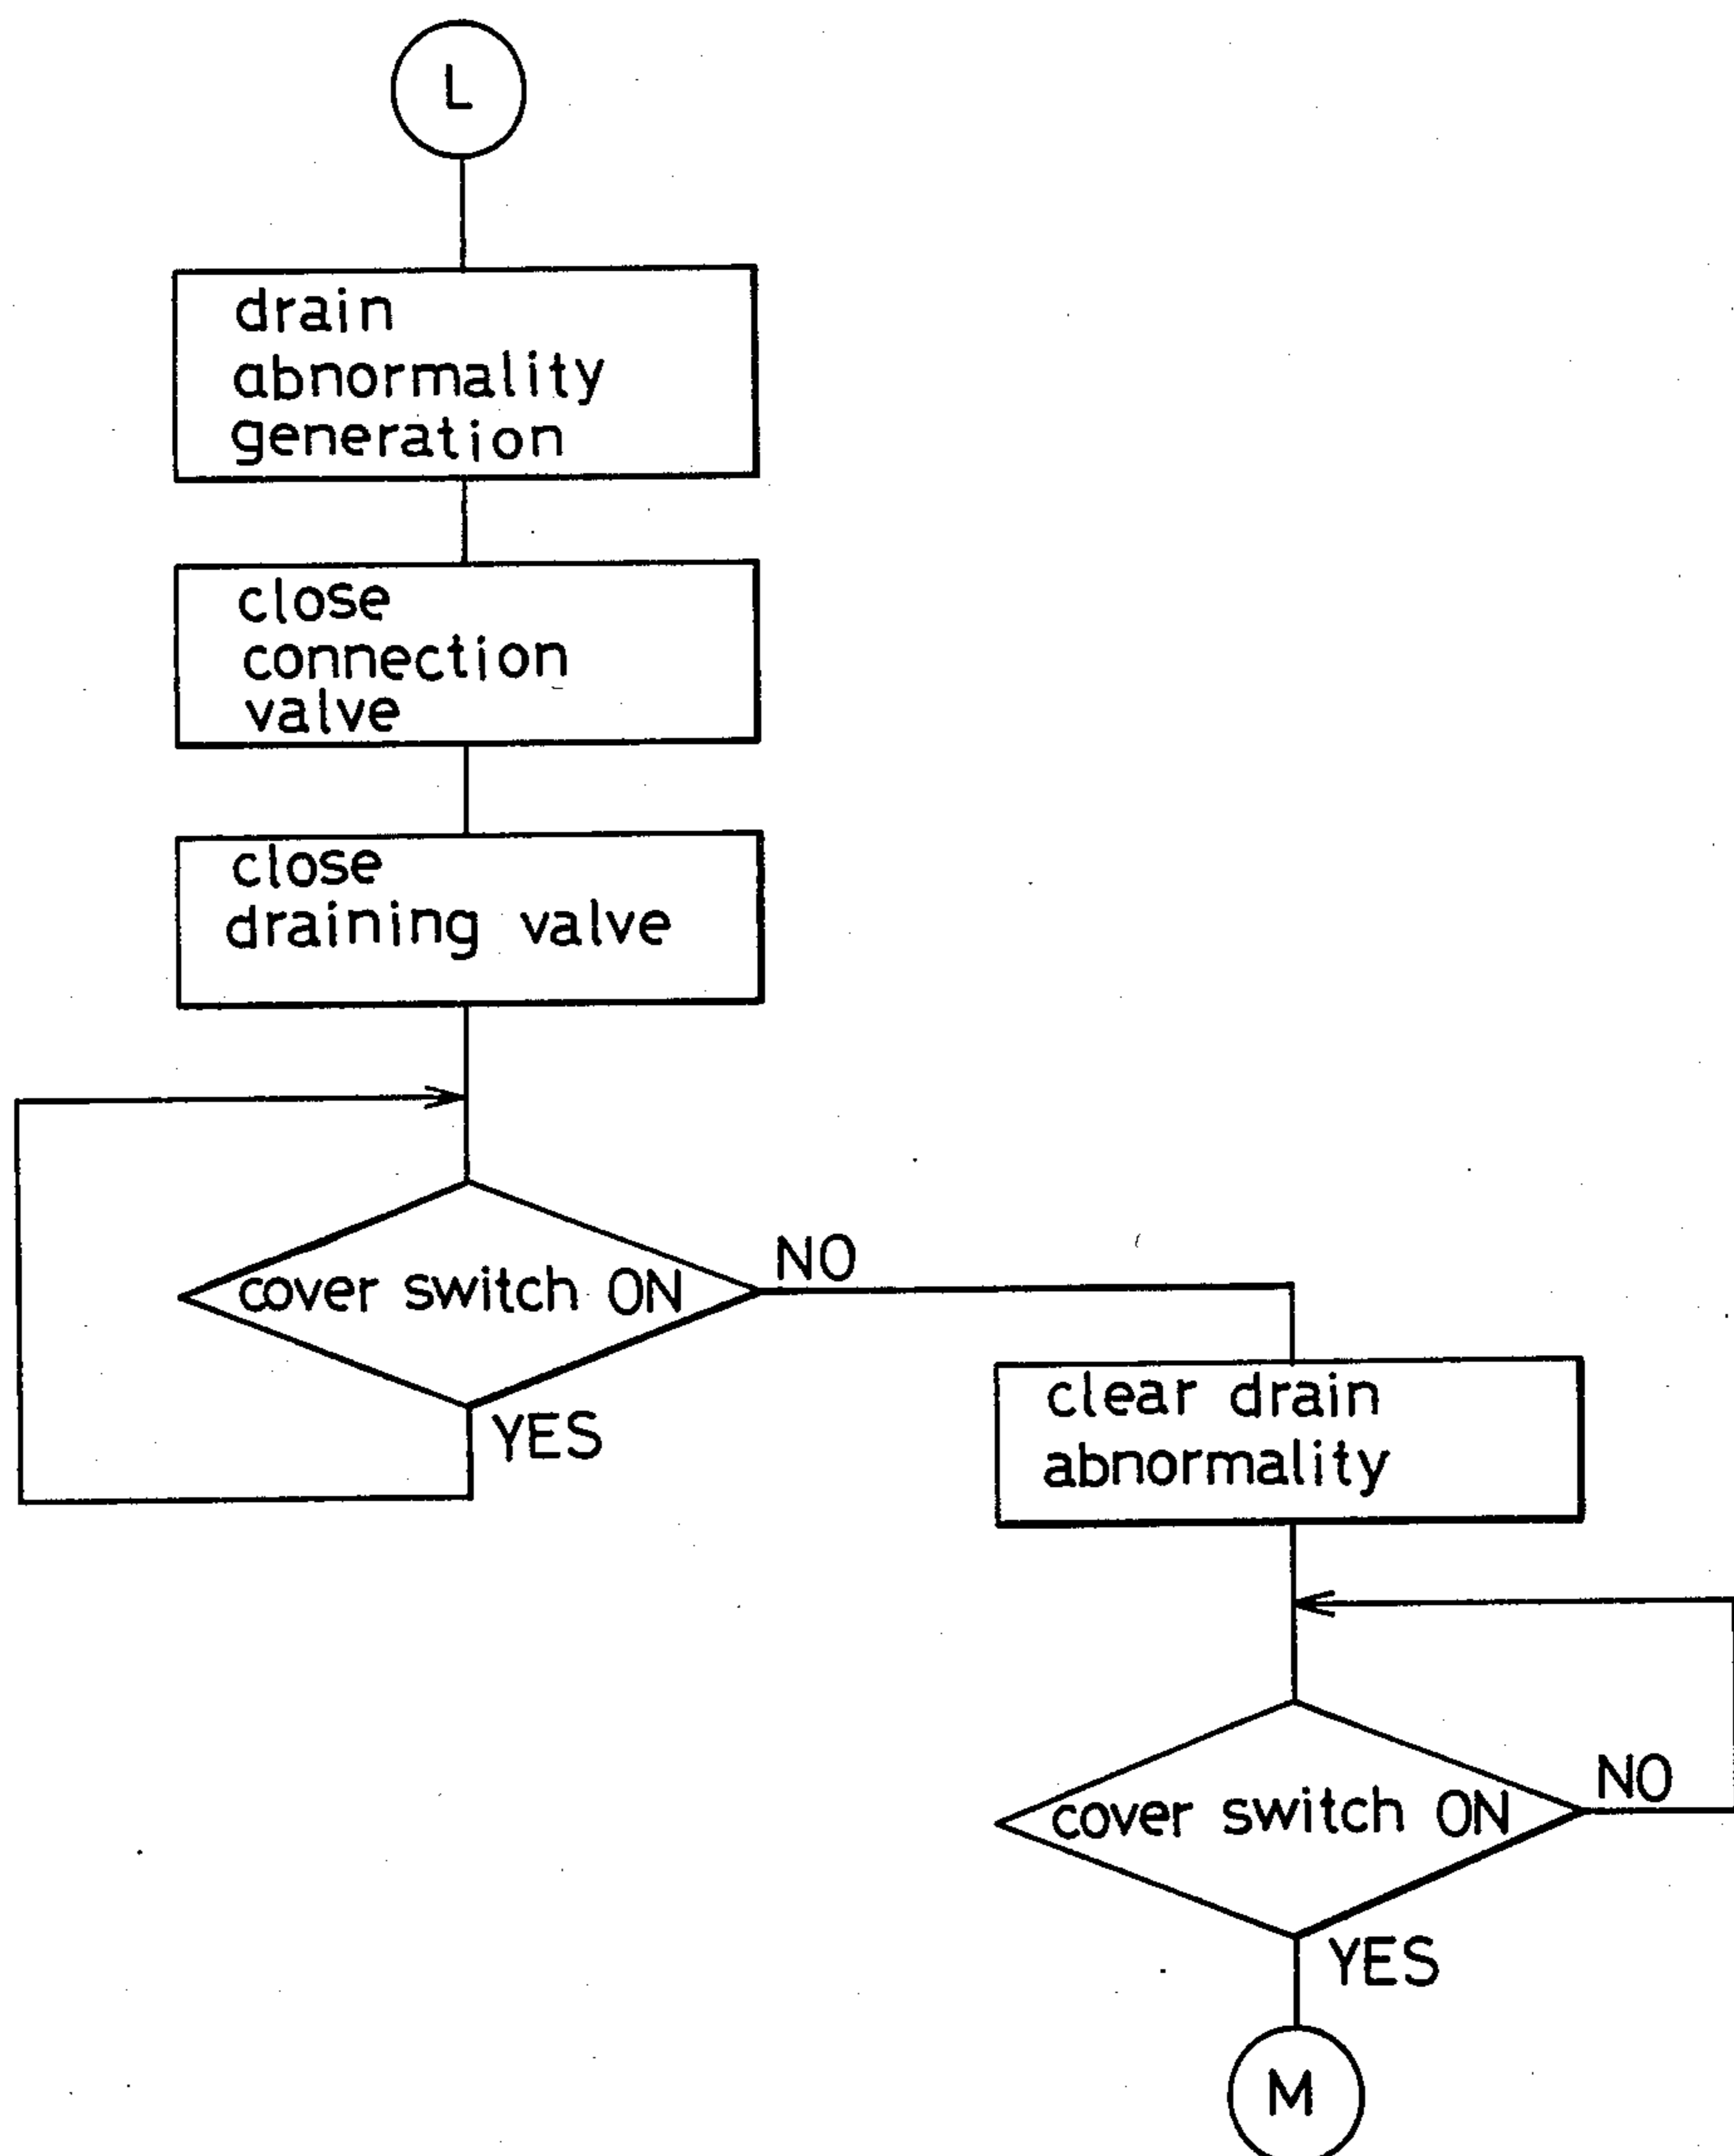 L
drain
abnormality
generation
close
connection
valve
close
draining valve
cover switch ON
NO
YES
clear drain
abnormality
cover switch ON
NO
YES
M